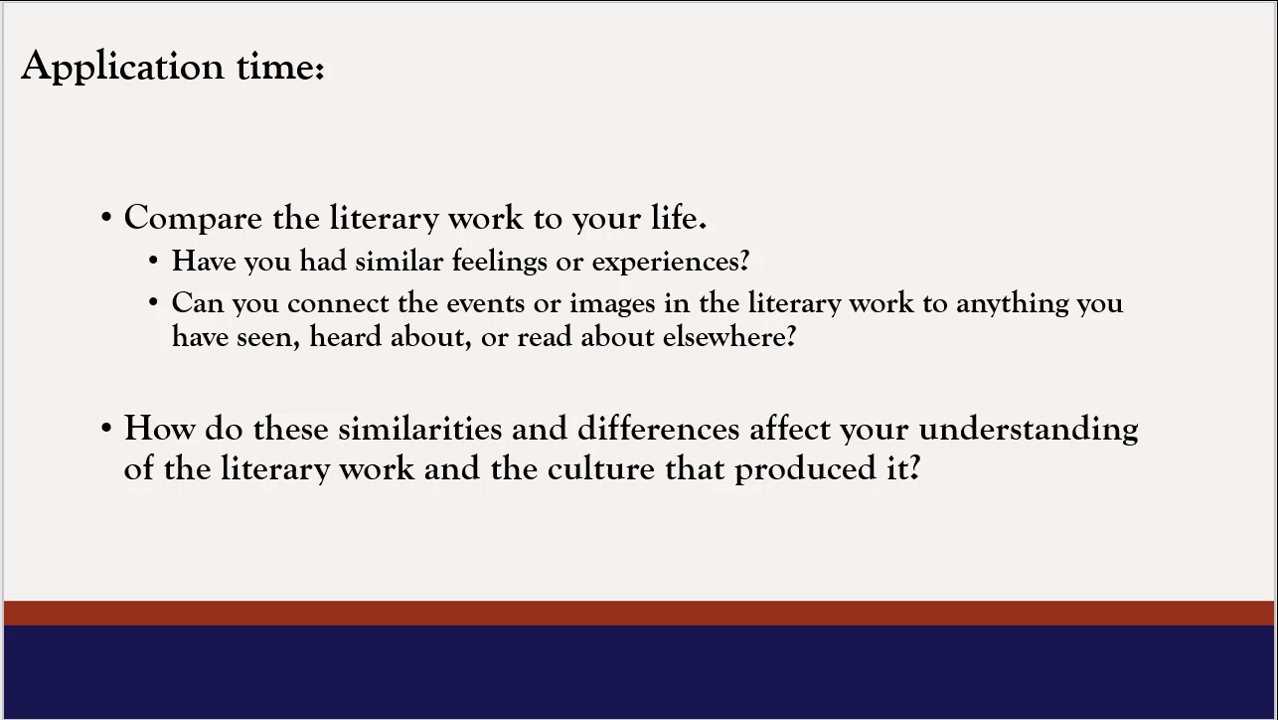 Application time:
• Compare the literary work to your life.
• Have you had similar feelings or experiences?
• Can you connect the events or images in the literary work to anything you
have seen, heard about, or read about elsewhere?
• How do these similarities and differences affect your understanding
of the literary work and the culture that produced it?